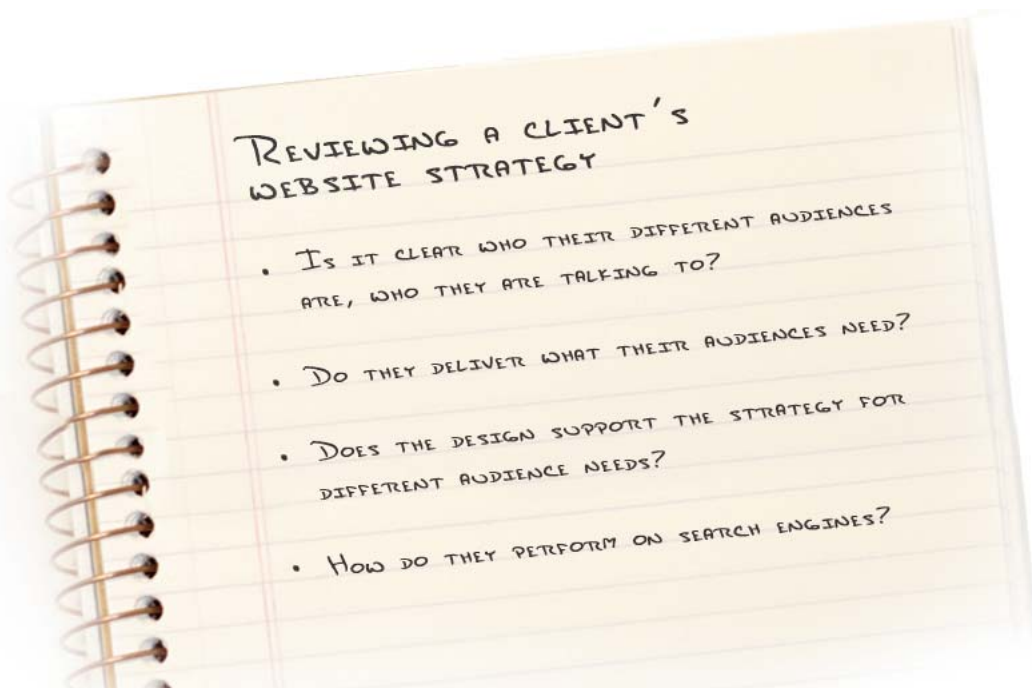 REVIEWING A CLIENT'S
WEBSITE STRATEGY
• IS IT CLEAR WHO THEIR DIFFERENT AUDIENCES
ARE, WHO THEY ARE TALKING TO?
• DO THEY DELIVER WHAT THEIR AUDIENCES NEED?
• DOES THE DESIGN SUPPORT THE STRATEGY FOR
DIFFERENT AUDIENCE NEEDS?
• HOW DO THEY PERFORM ON SEARCH ENGINES?